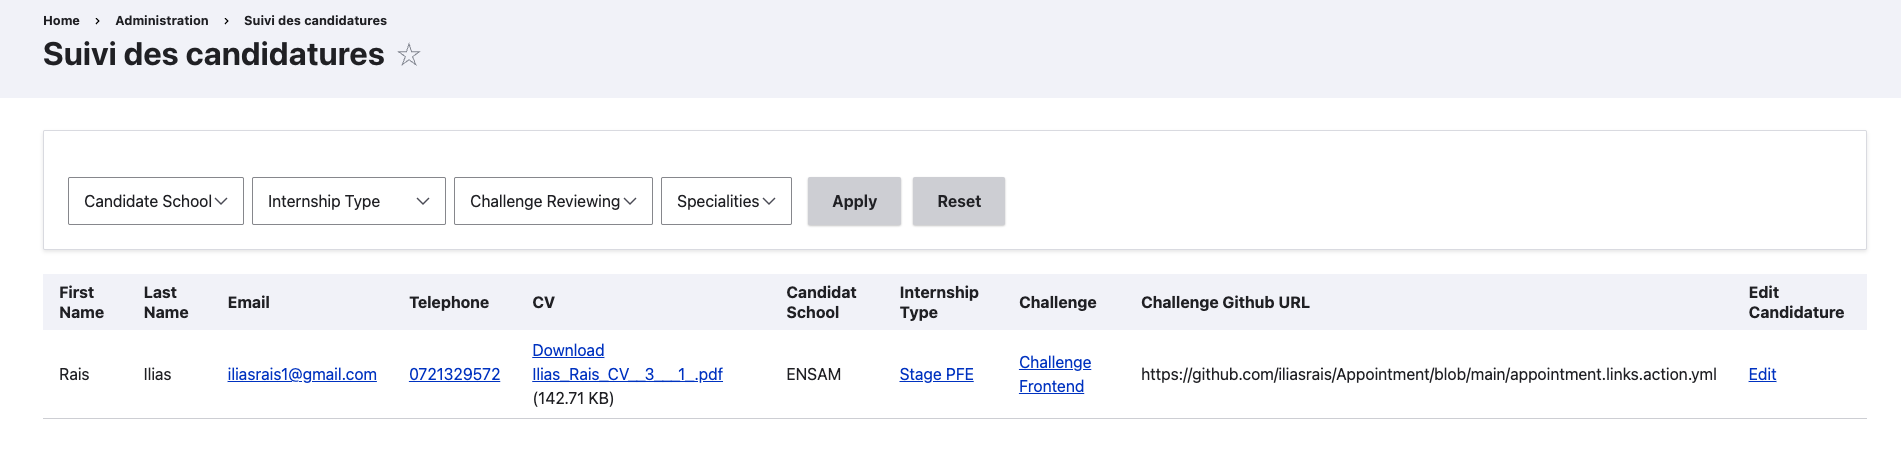 Home > Administration > Suivi des candidatures
Suivi des candidatures
Candidate School Internship Type Challenge Reviewing Specialities Apply Reset
First Name Last Name Email Telephone CV Candidat School Internship Type Challenge Challenge Github URL Edit Candidature
Rais Ilias iliasrais1@gmail.com 0721329572 Download Ilias_Rais_CV__3___1_.pdf (142.71 KB) ENSAM Stage PFE Challenge Frontend https://github.com/iliasrais/Appointment/blob/main/appointment.links.action.yml Edit